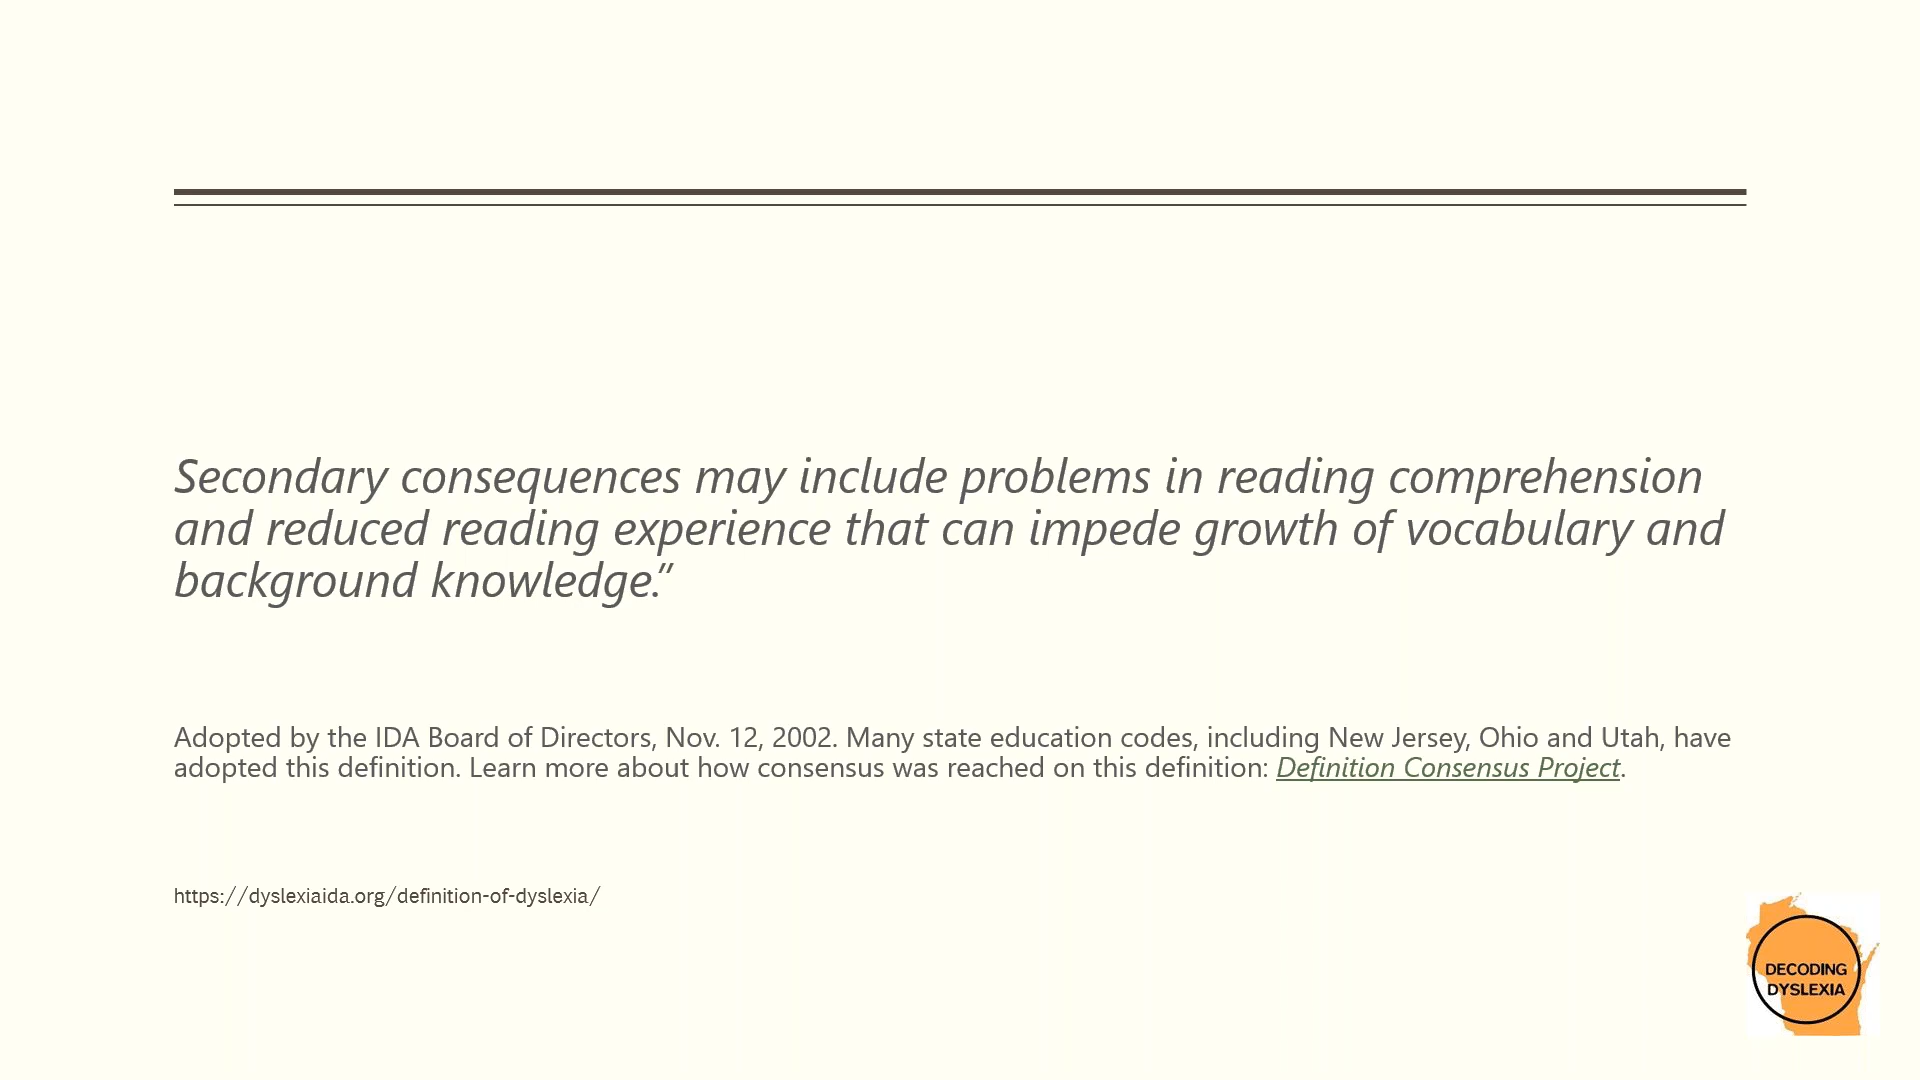 Secondary consequences may include problems in reading comprehension
and reduced reading experience that can impede growth of vocabulary and
background knowledge.”
Adopted by the IDA Board of Directors, Nov. 12, 2002. Many state education codes, including New Jersey, Ohio and Utah, have
adopted this definition. Learn more about how consensus was reached on this definition: Definition Consensus Project.
https://dyslexiaida.org/definition-of-dyslexia/
DECODING
DYSLEXIA